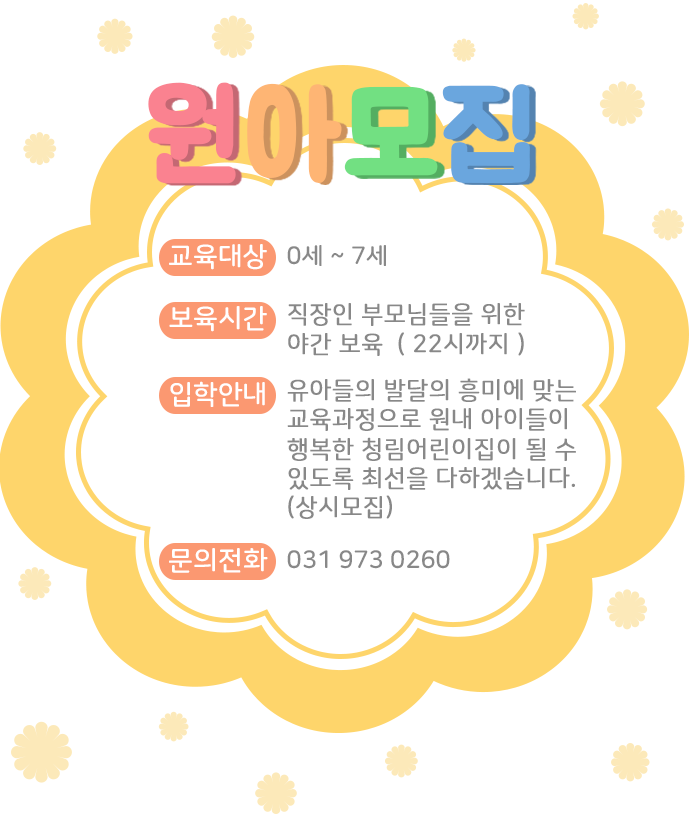 원아모집
교육대상 0세 ~ 7세
보육시간 직장인 부모님들을 위한
야간 보육 ( 22시까지 )
입학안내 유아들의 발달의 흥미에 맞는
교육과정으로 원내 아이들이
행복한 청림어린이집이 될 수
있도록 최선을 다하겠습니다.
(상시모집)
문의전화 031 973 0260